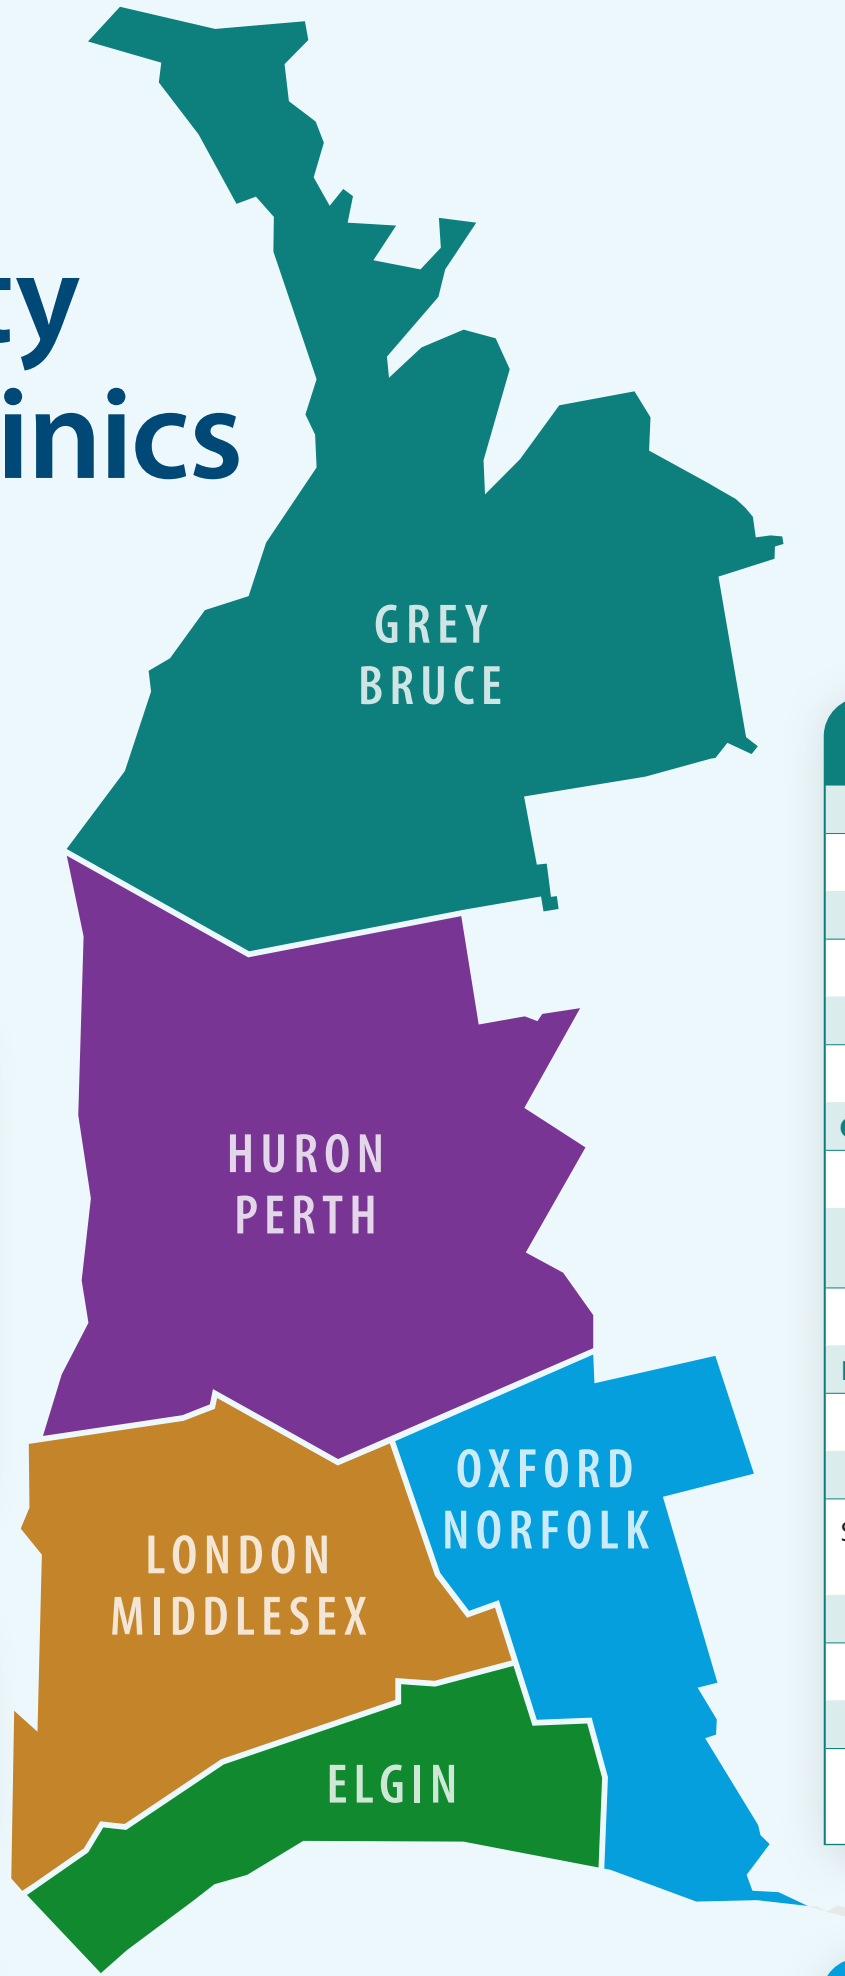 ty
inics
GREY
BRUCE
HURON
PERTH
OXFORD
NORFOLK
LONDON
MIDDLESEX
ELGIN